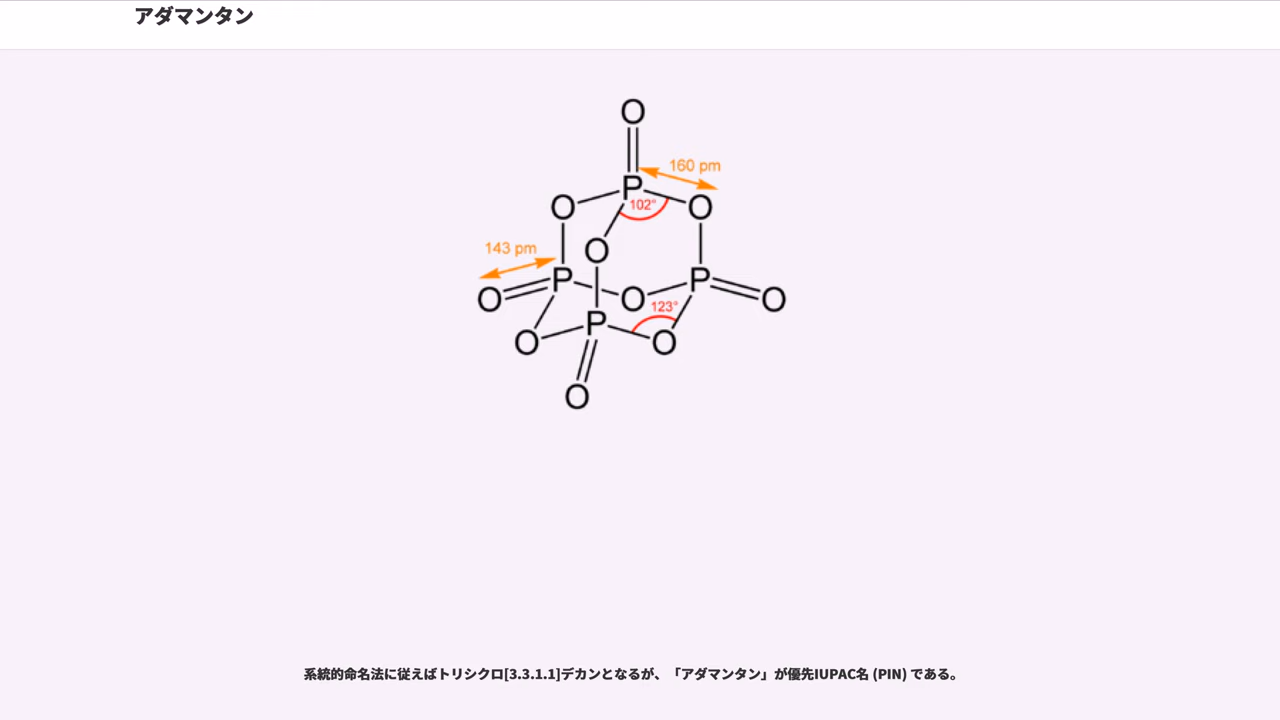 アダマンタン
O
160 pm
P
102°
O
O
143 pm
O
P
P
O
O
O
123°
P
O
O
O
系統的命名法に従えばトリシクロ[3.3.1.1]デカンとなるが、「アダマンタン」が優先IUPAC名 (PIN) である。